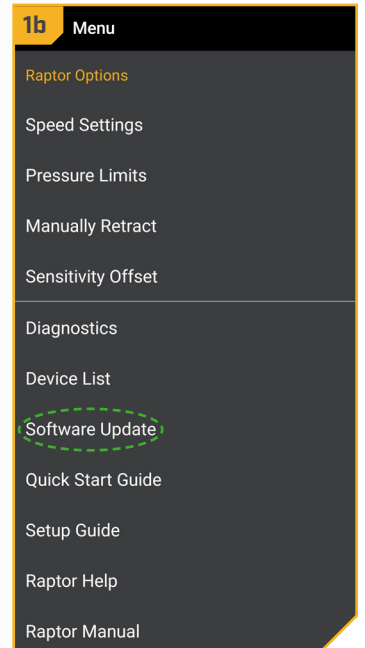 1b Menu
Raptor Options
Speed Settings
Pressure Limits
Manually Retract
Sensitivity Offset
Diagnostics
Device List
Software Update
Quick Start Guide
Setup Guide
Raptor Help
Raptor Manual